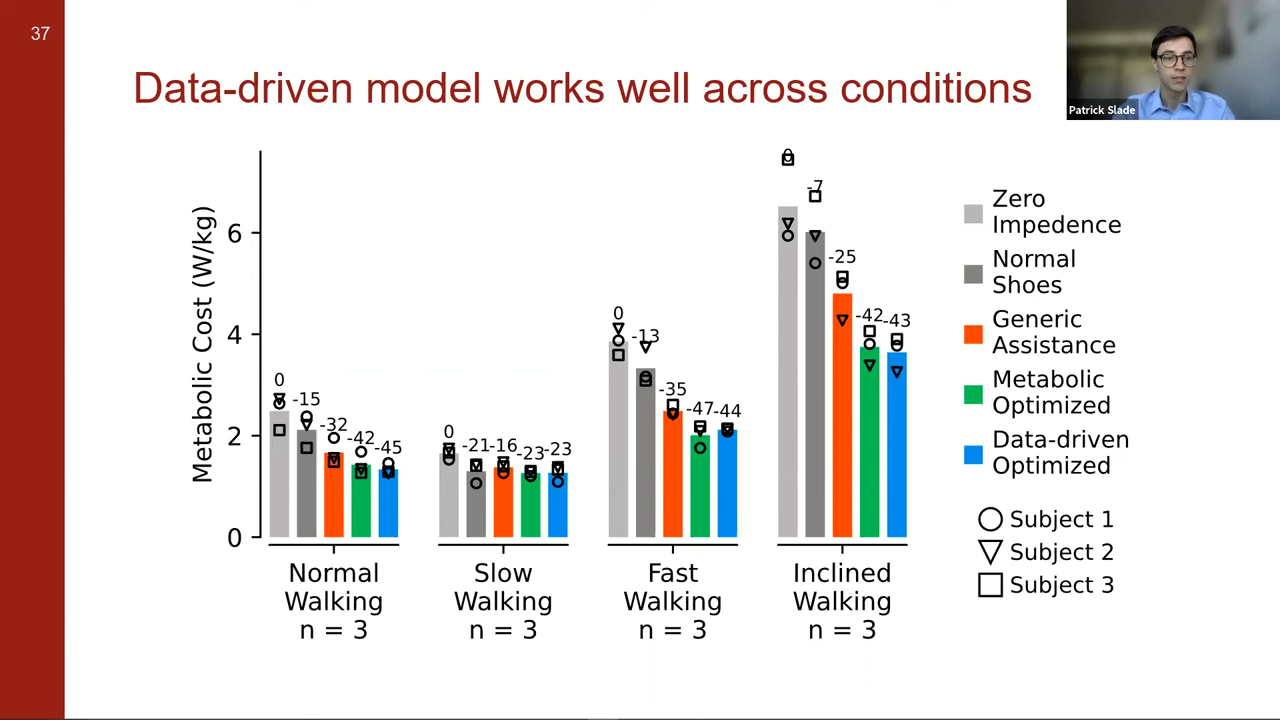 37
Data-driven model works well across conditions
Patrick Slade
Metabolic Cost (W/kg)
6
4
2
0
0
-15
-32
-42
-45
0
-21
-16
-23
-23
0
-13
-35
-47
-44
0
-7
-25
-42
-43
Normal
Walking
n = 3
Slow
Walking
n = 3
Fast
Walking
n = 3
Inclined
Walking
n = 3
Zero
Impedence
Normal
Shoes
Generic
Assistance
Metabolic
Optimized
Data-driven
Optimized
Subject 1
Subject 2
Subject 3